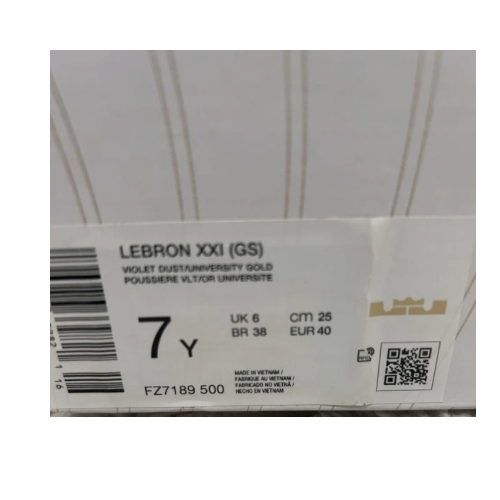 LEBRON XXI (GS)
VIOLET DUST/UNIVERSITY GOLD
POUSSIERE VLT/OR UNIVERSITE
7 Y
UK 6 cm 25
BR 38 EUR 40
MADE IN VIETNAM /
FABRIQUE AU VIETNAM /
FABRICADO NO VIETNÃ /
HECHO EN VIETNAM
FZ7189 500